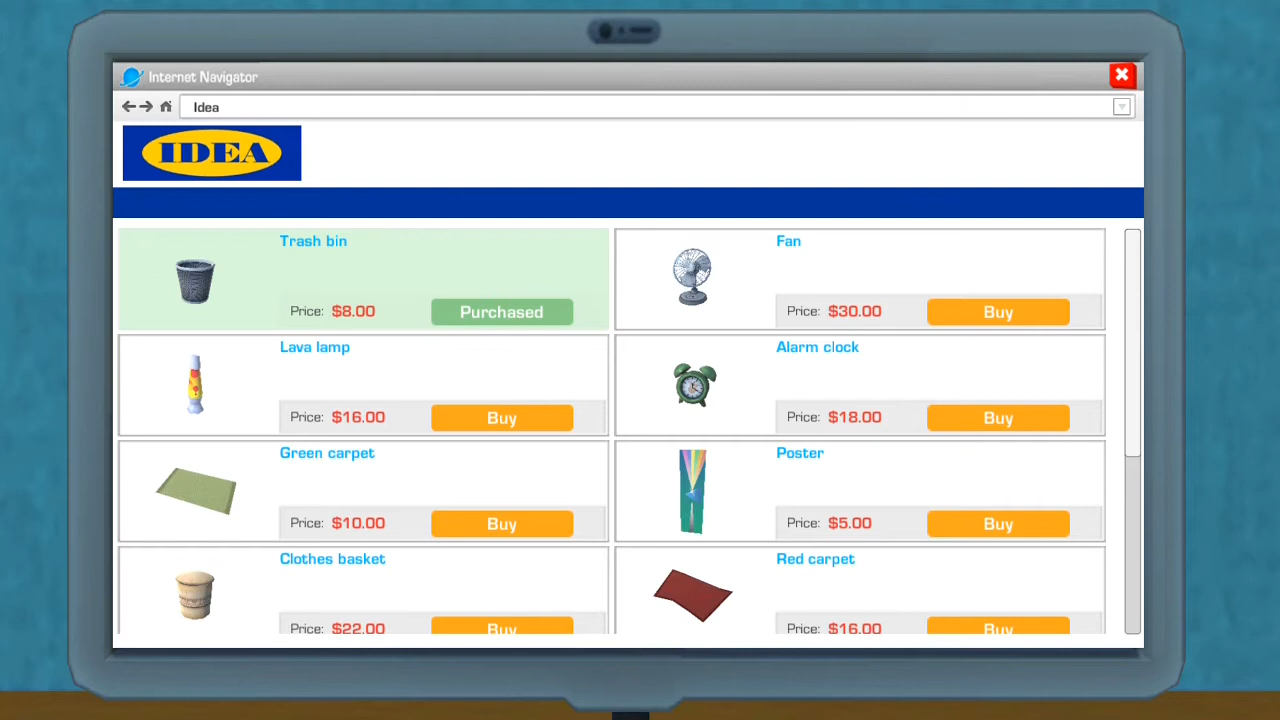 Internet Navigator
Idea
IDEA
Trash bin
Price: $8.00 Purchased
Fan
Price: $30.00 Buy
Lava lamp
Price: $16.00 Buy
Alarm clock
Price: $18.00 Buy
Green carpet
Price: $10.00 Buy
Poster
Price: $5.00 Buy
Clothes basket
Price: $22.00 Buy
Red carpet
Price: $16.00 Buy